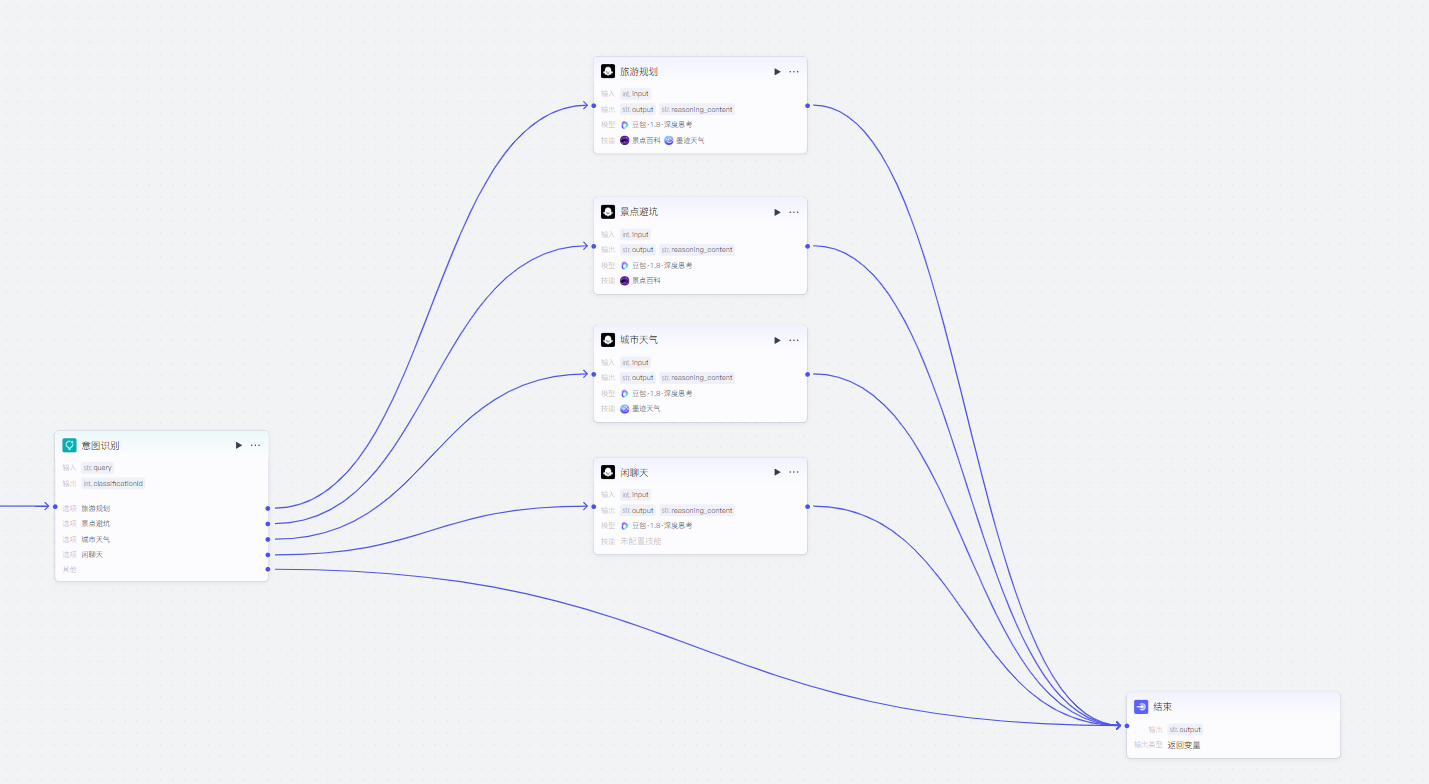 旅游规划
输入 int. input
输出 str. output str. reasoning_content
模型 豆包·1.8·深度思考
技能 景点百科 墨迹天气
景点避坑
输入 int. input
输出 str. output str. reasoning_content
模型 豆包·1.8·深度思考
技能 景点百科
城市天气
输入 int. input
输出 str. output str. reasoning_content
模型 豆包·1.8·深度思考
技能 墨迹天气
意图识别
输入 str. query
输出 int. classificationId
选项 旅游规划
选项 景点避坑
选项 城市天气
选项 闲聊天
其他
闲聊天
输入 int. input
输出 str. output str. reasoning_content
模型 豆包·1.8·深度思考
技能 未配置技能
结束
输出 str. output
输出类型 返回变量